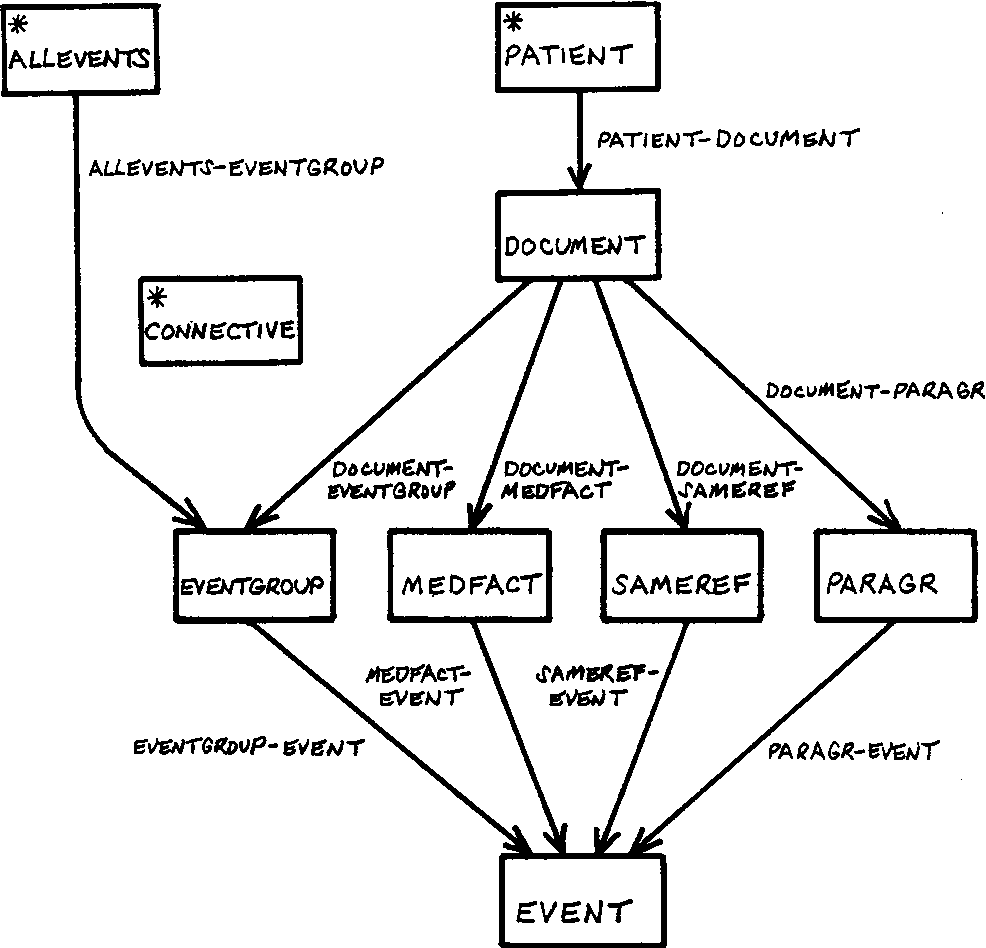 *
ALLEVENTS
*
PATIENT
PATIENT-DOCUMENT
ALLEVENTS-EVENTGROUP
DOCUMENT
*
CONNECTIVE
DOCUMENT-PARAGR
DOCUMENT-
EVENTGROUP
DOCUMENT-
MEDFACT
DOCUMENT-
SAMEREF
EVENTGROUP
MEDFACT
SAMEREF
PARAGR
MEDFACT-
EVENT
SAMEREF-
EVENT
EVENTGROUP-EVENT
PARAGR-EVENT
EVENT